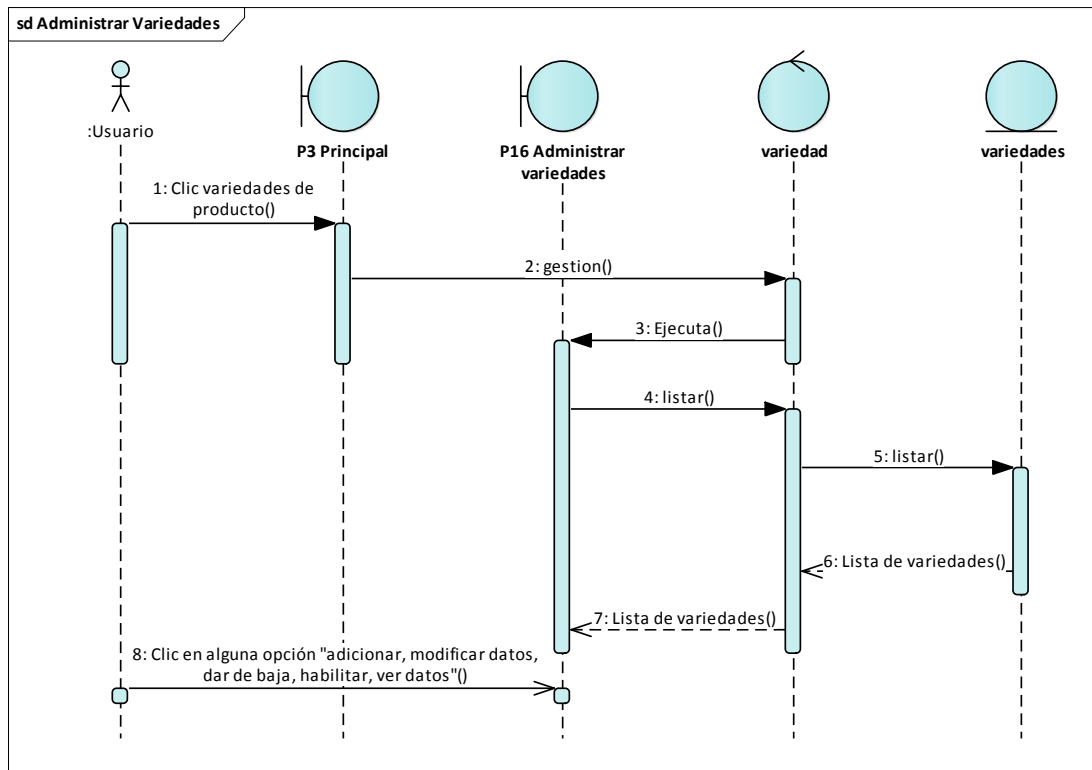 sd Administrar Variedades
:Usuario
P3 Principal
P16 Administrar
variedades
variedad
variedades
1: Clic variedades de
producto()
2: gestion()
3: Ejecuta()
4: listar()
5: listar()
6: Lista de variedades()
7: Lista de variedades()
8: Clic en alguna opción "adicionar, modificar datos,
dar de baja, habilitar, ver datos"()